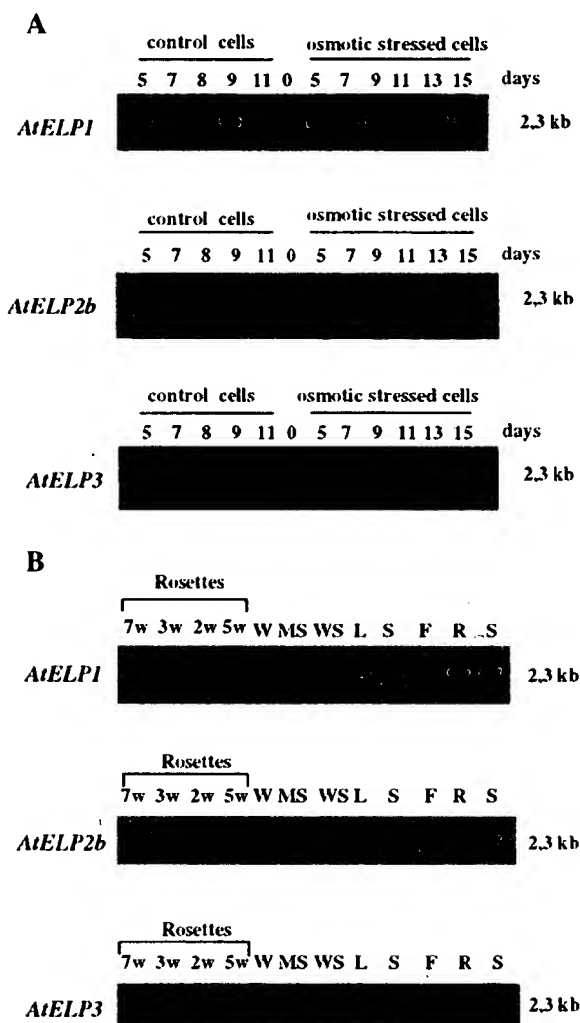 A
control cells osmotic stressed cells
5 7 8 9 11 0 5 7 9 11 13 15 days
AtELP1 2,3 kb
control cells osmotic stressed cells
5 7 8 9 11 0 5 7 9 11 13 15 days
AtELP2b 2,3 kb
control cells osmotic stressed cells
5 7 8 9 11 0 5 7 9 11 13 15 days
AtELP3 2,3 kb
B
Rosettes
7w 3w 2w 5w W MS WS L S F R S
AtELP1 2,3 kb
Rosettes
7w 3w 2w 5w W MS WS L S F R S
AtELP2b 2,3 kb
Rosettes
7w 3w 2w 5w W MS WS L S F R S
AtELP3 2,3 kb